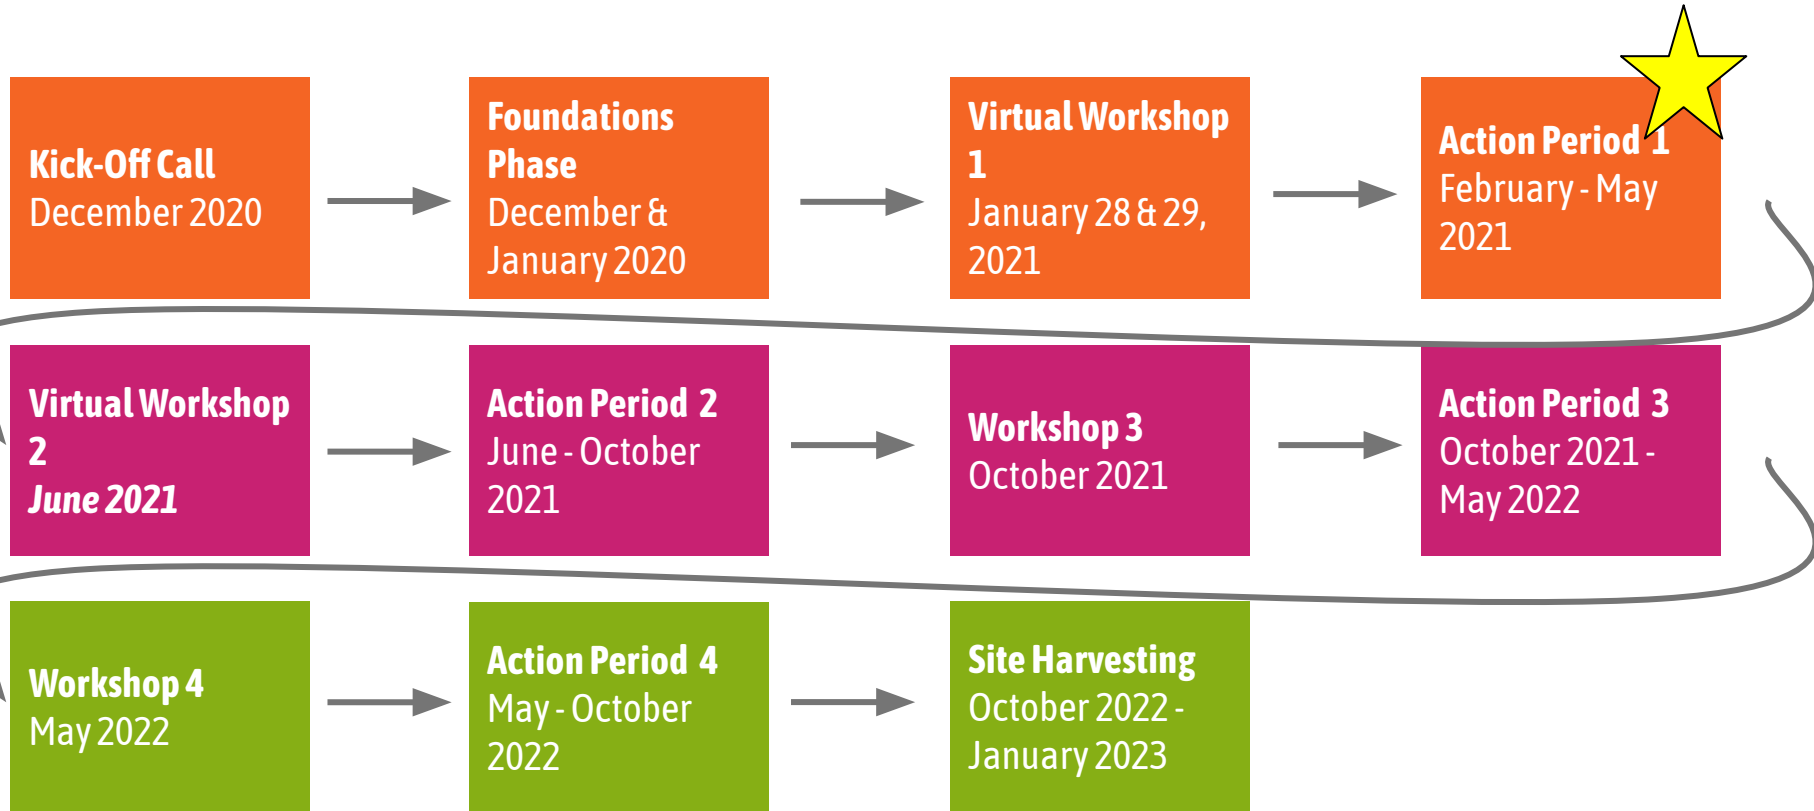 Kick-Off Call
December 2020
Foundations
Phase
December &
January 2020
Virtual Workshop
1
January 28 & 29,
2021
Action Period 1
February - May
2021
Virtual Workshop
2
June 2021
Action Period 2
June - October
2021
Workshop 3
October 2021
Action Period 3
October 2021 -
May 2022
Workshop 4
May 2022
Action Period 4
May - October
2022
Site Harvesting
October 2022 -
January 2023